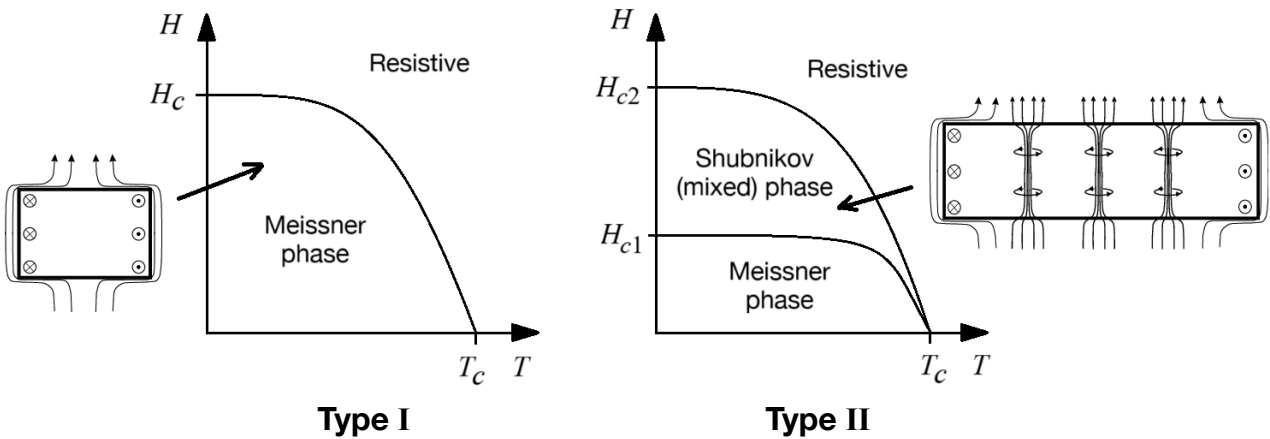 H
Resistive
H_c
Meissner
phase
T_c
T
Type I
H
Resistive
H_c2
Shubnikov
(mixed) phase
H_c1
Meissner
phase
T_c
T
Type II